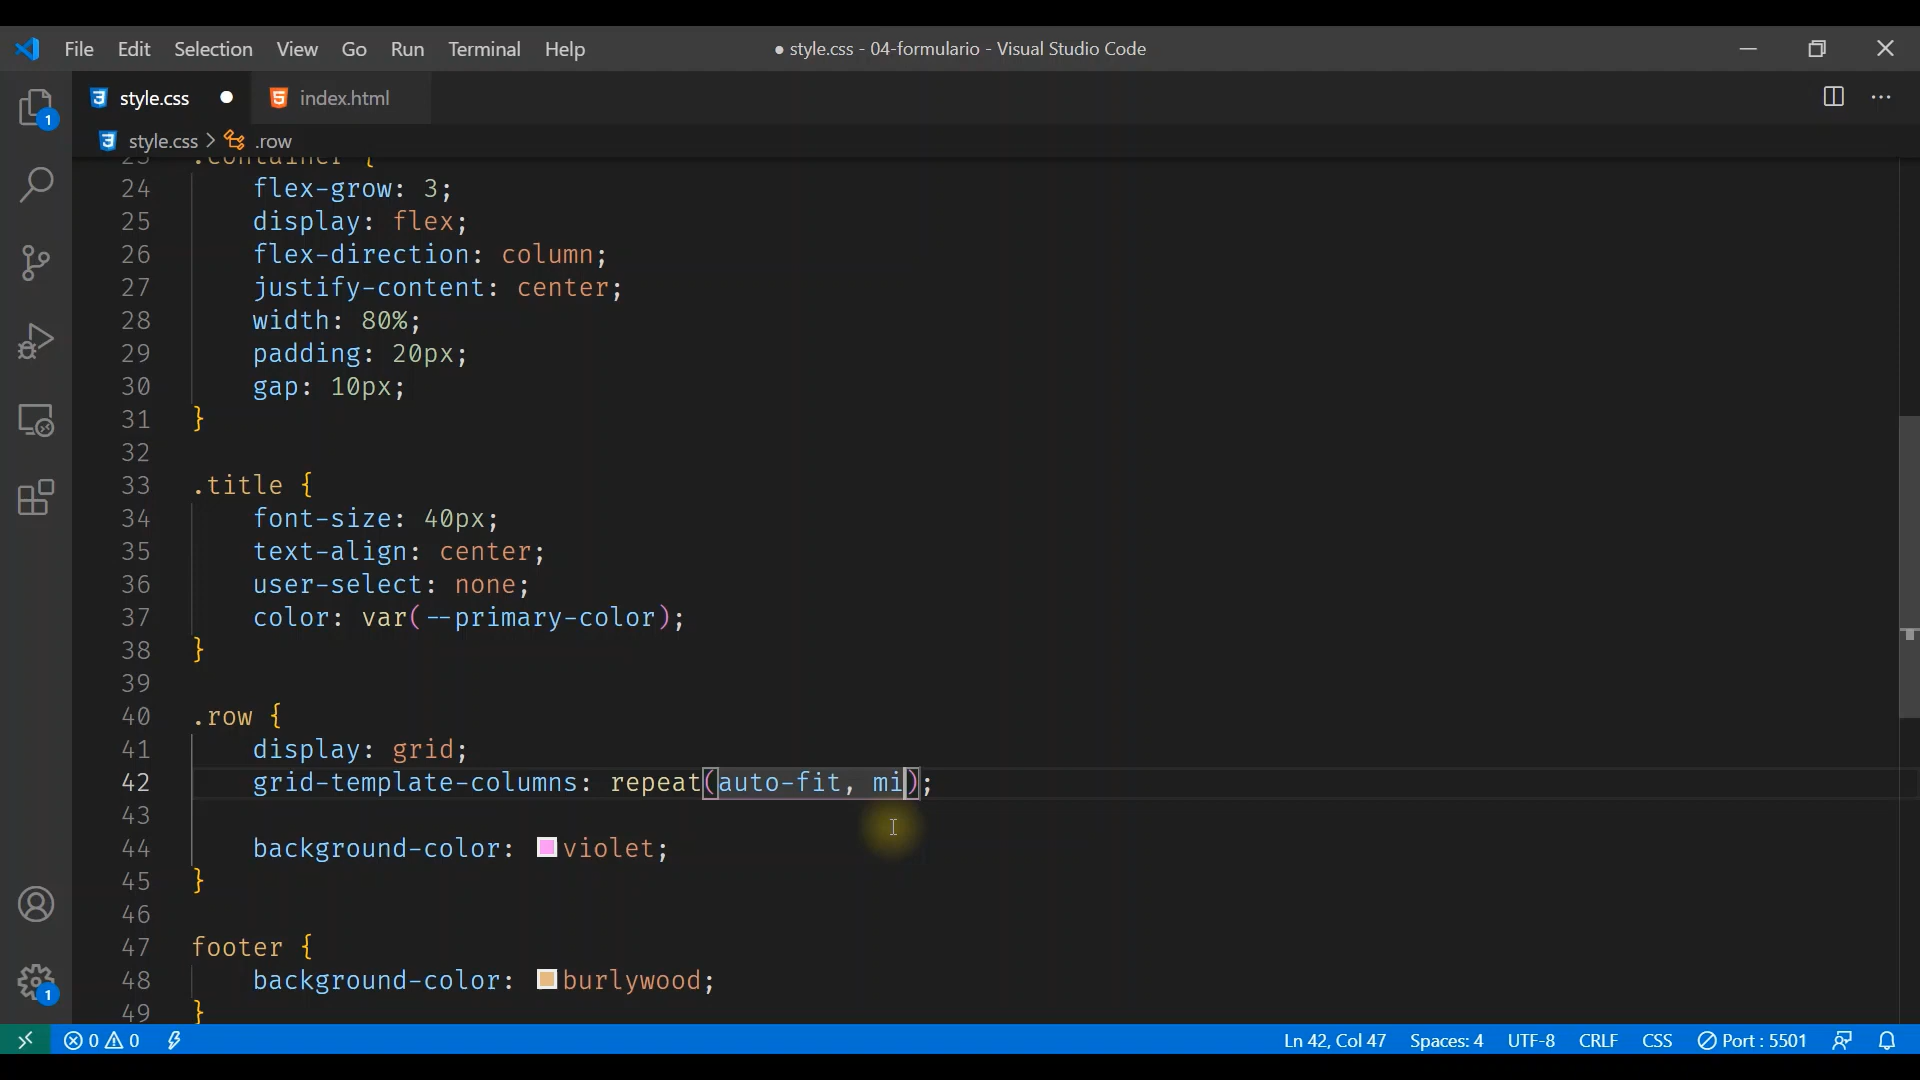 File Edit Selection View Go Run Terminal Help ● style.css - 04-formulario - Visual Studio Code
style.css ● index.html
1 style.css > .row
23 .container {
24 flex-grow: 3;
25 display: flex;
26 flex-direction: column;
27 justify-content: center;
28 width: 80%;
29 padding: 20px;
30 gap: 10px;
31 }
32
33 .title {
34 font-size: 40px;
35 text-align: center;
36 user-select: none;
37 color: var(--primary-color);
38 }
39
40 .row {
41 display: grid;
42 grid-template-columns: repeat(auto-fit, mi);
43
44 background-color: violet;
45 }
46
47 footer {
48 background-color: burlywood;
49 }
1
0 0 Ln 42, Col 47 Spaces: 4 UTF-8 CRLF CSS Port : 5501